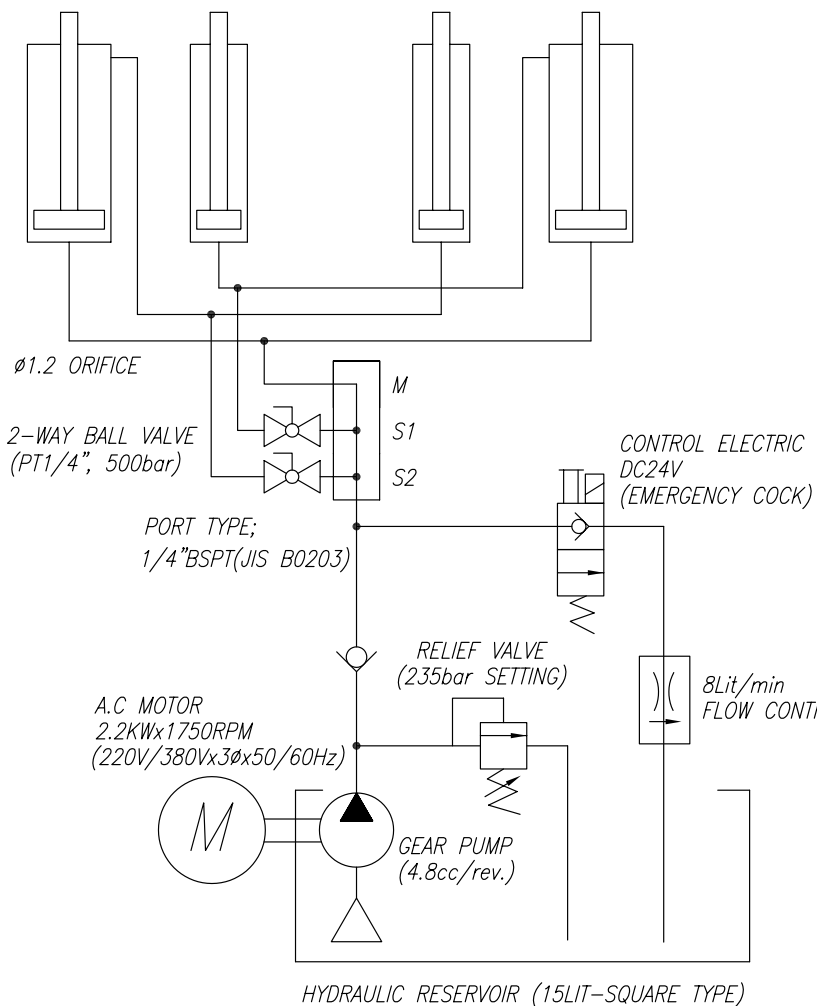 ø1.2 ORIFICE
M
2-WAY BALL VALVE
(PT1/4", 500bar)
S1
S2
CONTROL ELECTRIC
DC24V
(EMERGENCY COCK)
PORT TYPE;
1/4"BSPT(JIS B0203)
RELIEF VALVE
(235bar SETTING)
8Lit/min
FLOW CONT
A.C MOTOR
2.2KWx1750RPM
(220V/380Vx3øx50/60Hz)
M
GEAR PUMP
(4.8cc/rev.)
HYDRAULIC RESERVOIR (15LIT-SQUARE TYPE)